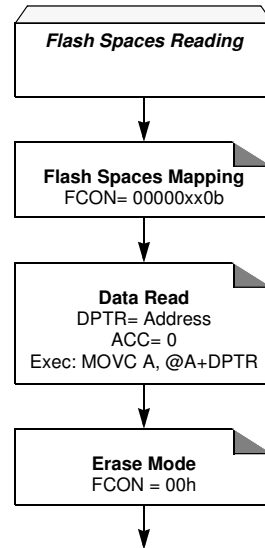 Flash Spaces Reading
Flash Spaces Mapping
FCON= 00000xx0b
Data Read
DPTR= Address
ACC= 0
Exec: MOVC A, @A+DPTR
Erase Mode
FCON = 00h